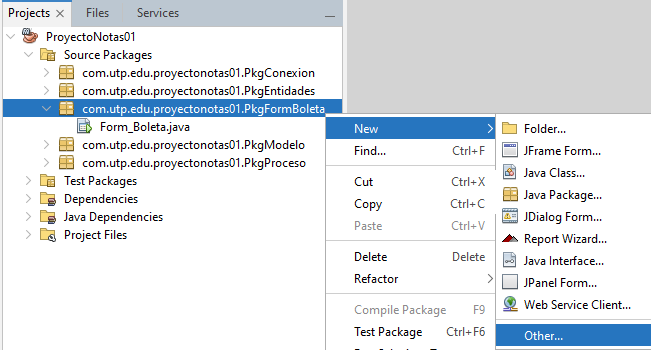 Projects × Files Services
ProyectoNotas01
Source Packages
com.utp.edu.proyectonotas01.PkgConexion
com.utp.edu.proyectonotas01.PkgEntidades
com.utp.edu.proyectonotas01.PkgFormBoleta
Form_Boleta.java
com.utp.edu.proyectonotas01.PkgModelo
com.utp.edu.proyectonotas01.PkgProceso
Test Packages
Dependencies
Java Dependencies
Project Files
New
Find... Ctrl+F
Cut Ctrl+X
Copy Ctrl+C
Paste Ctrl+V
Delete Delete
Refactor
Compile Package F9
Test Package Ctrl+F6
Folder...
JFrame Form...
Java Class...
Java Package...
JDialog Form...
Report Wizard...
Java Interface...
JPanel Form...
Web Service Client...
Other...